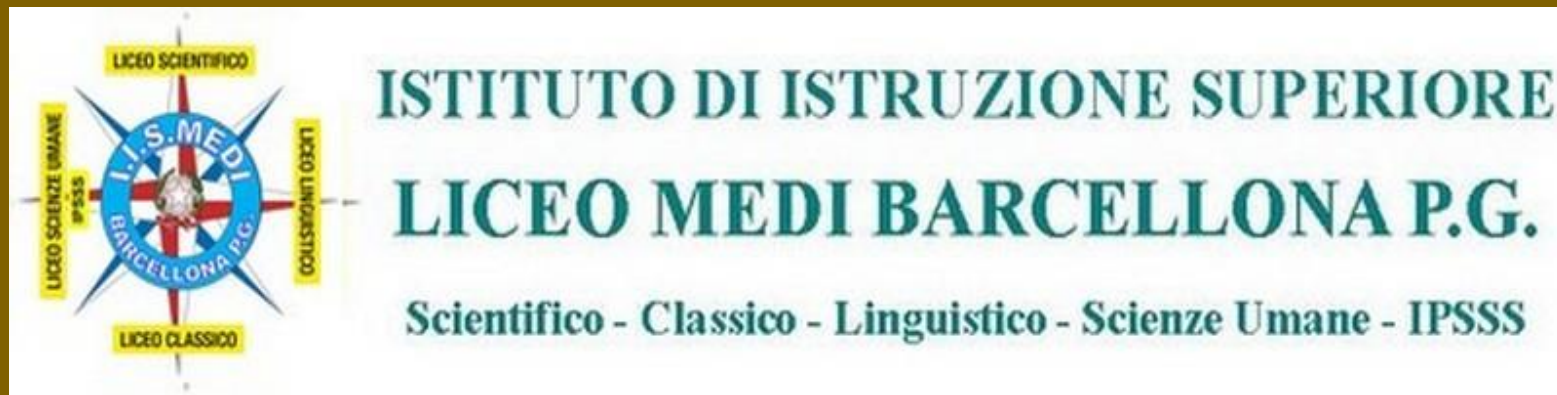 LICEO SCIENTIFICO
LICEO SCIENZE UMANE
IPSSS
I.I.S.MEDI
BARCELLONA P.G.
LICEO LINGUISTICO
LICEO CLASSICO
ISTITUTO DI ISTRUZIONE SUPERIORE
LICEO MEDI BARCELLONA P.G.
Scientifico - Classico - Linguistico - Scienze Umane - IPSSS